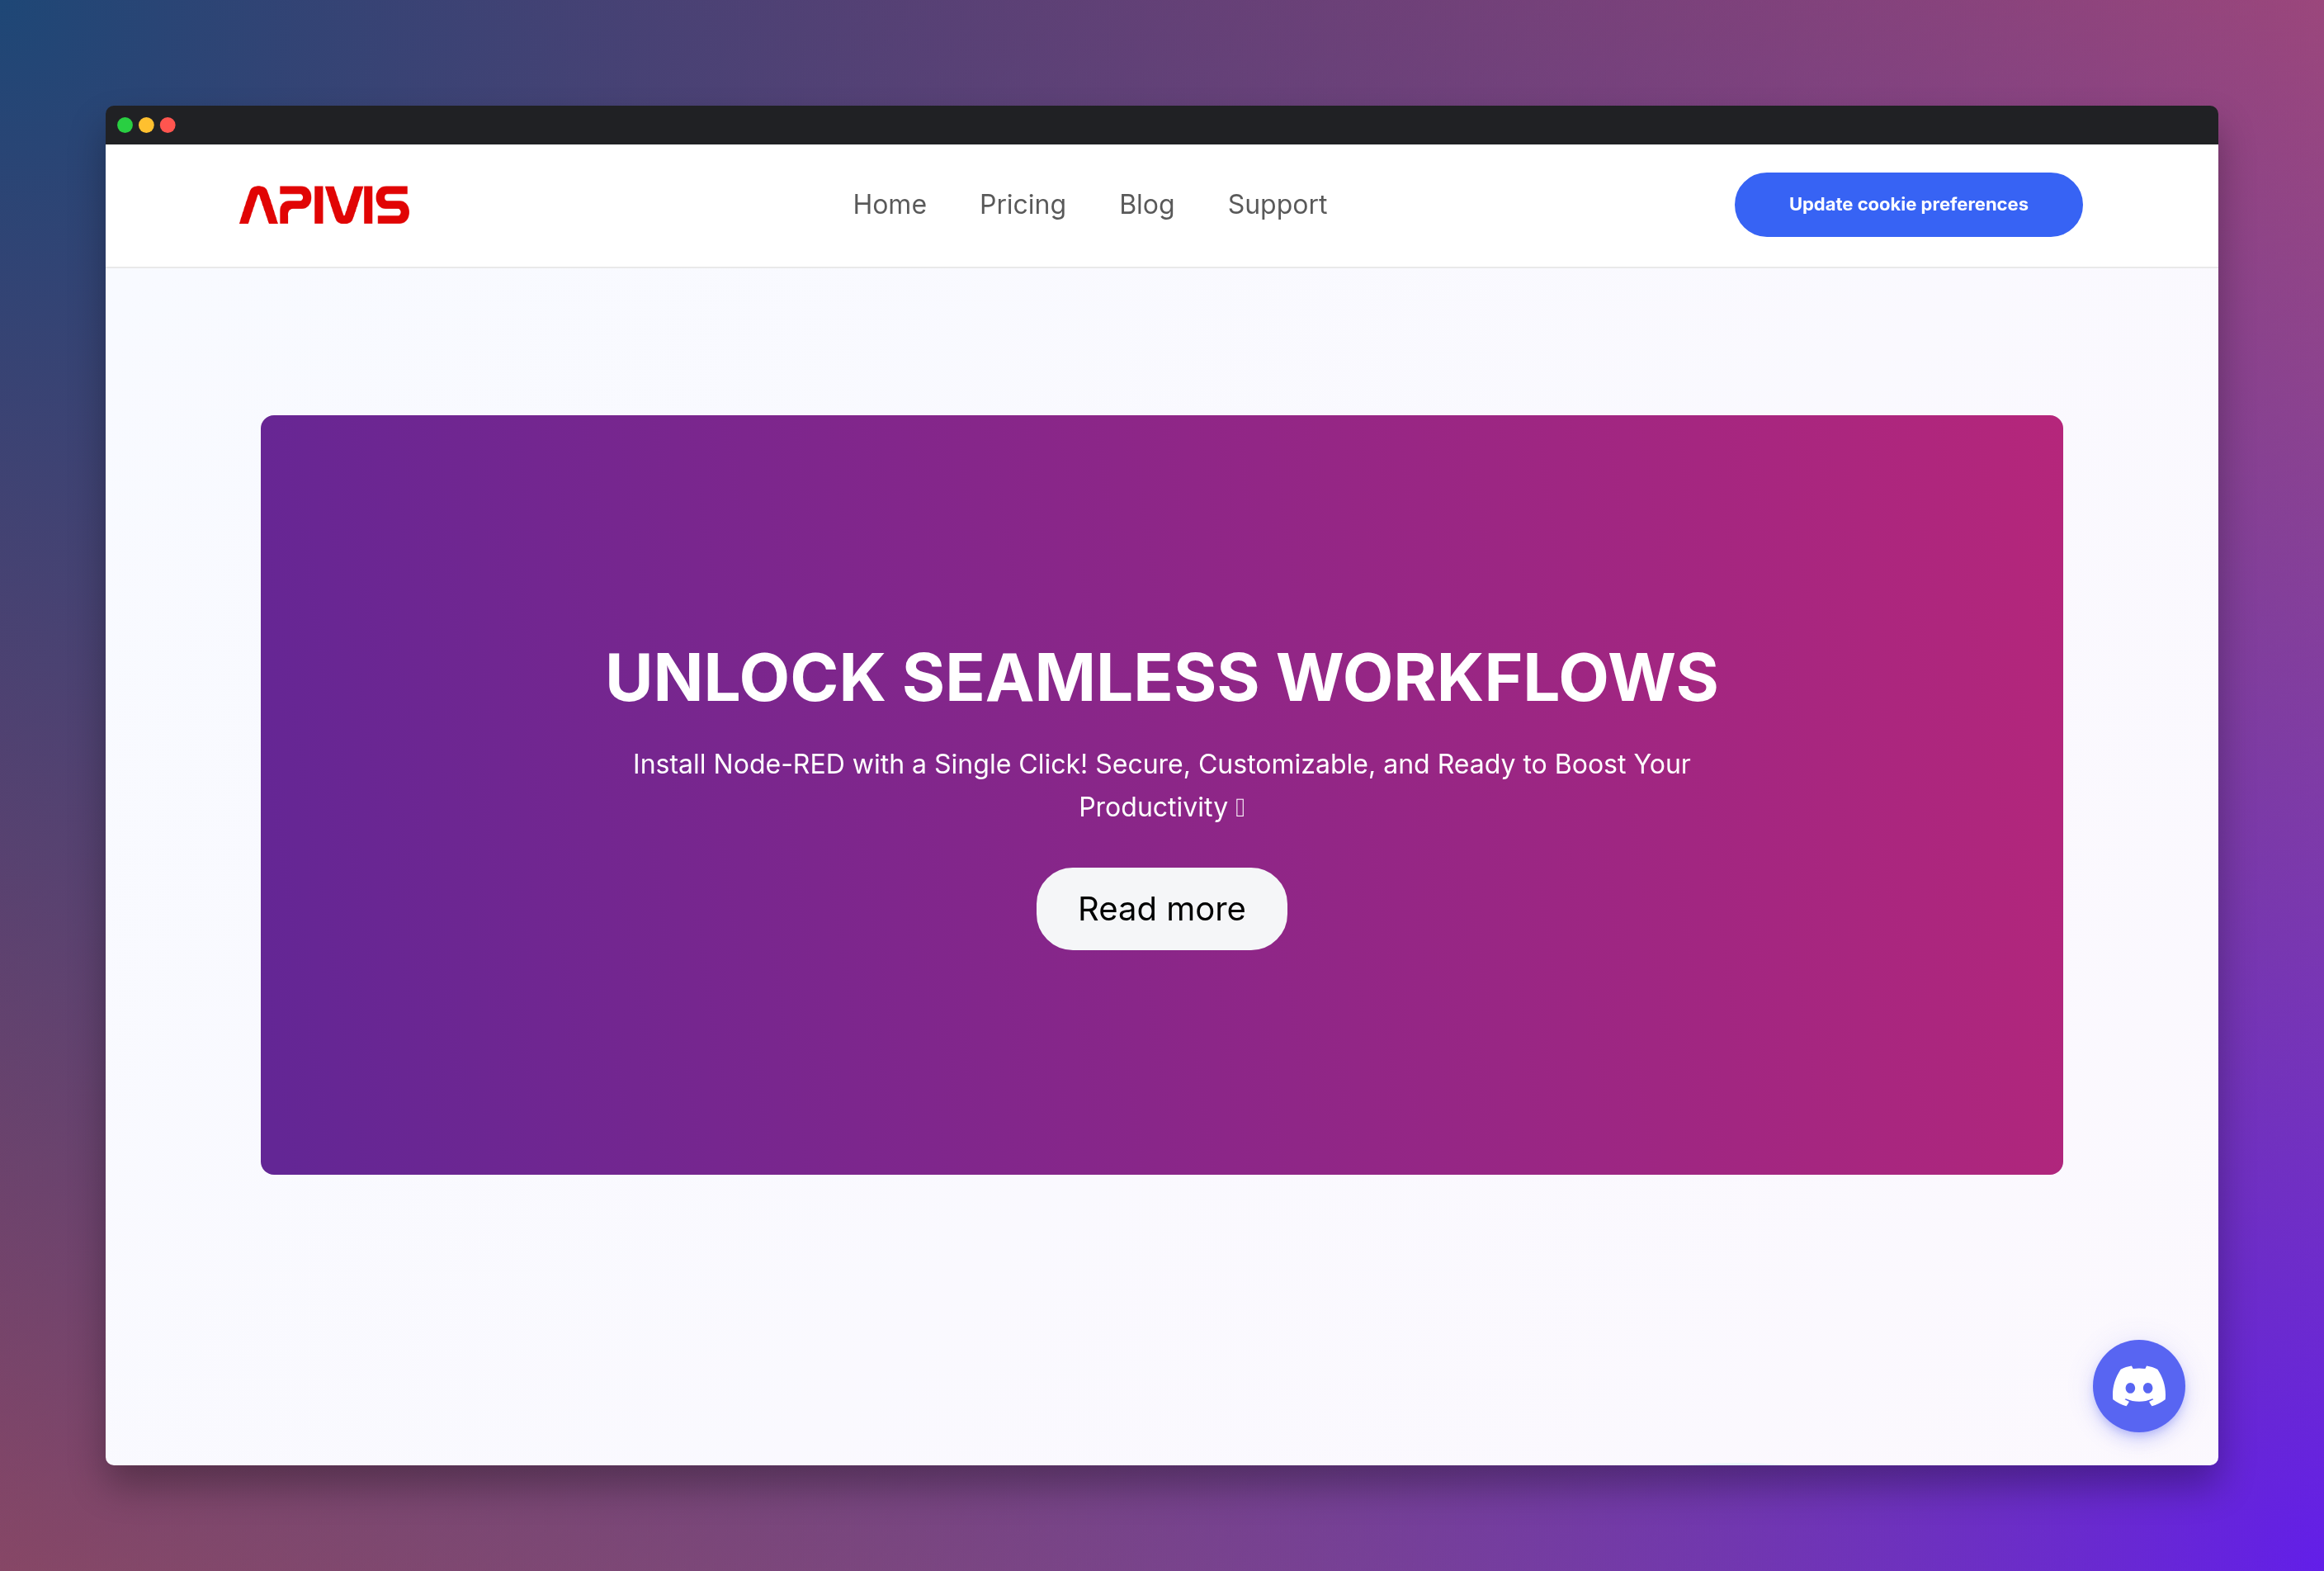 APIVIS
Home
Pricing
Blog
Support
Update cookie preferences
UNLOCK SEAMLESS WORKFLOWS
Install Node-RED with a Single Click! Secure, Customizable, and Ready to Boost Your
Productivity
Read more